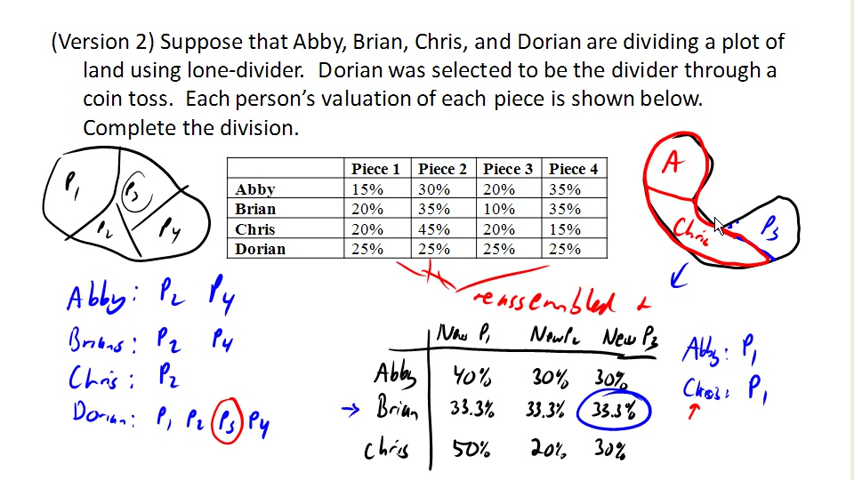 (Version 2) Suppose that Abby, Brian, Chris, and Dorian are dividing a plot of
land using lone-divider. Dorian was selected to be the divider through a
coin toss. Each person's valuation of each piece is shown below.
Complete the division.
P1 P3 P2 P4
Piece 1 Piece 2 Piece 3 Piece 4
Abby 15% 30% 20% 35%
Brian 20% 35% 10% 35%
Chris 20% 45% 20% 15%
Dorian 25% 25% 25% 25%
A
Chris P3
Abby: P2 P4
Brians: P2 P4
Chris: P2
Dorian: P1 P2 P3 P4
reassembled +
New P1 New P2 New P3
Abby 40% 30% 30%
Brian 33.3% 33.3% 33.3%
Chris 50% 20% 30%
Abby: P1
Chris: P1